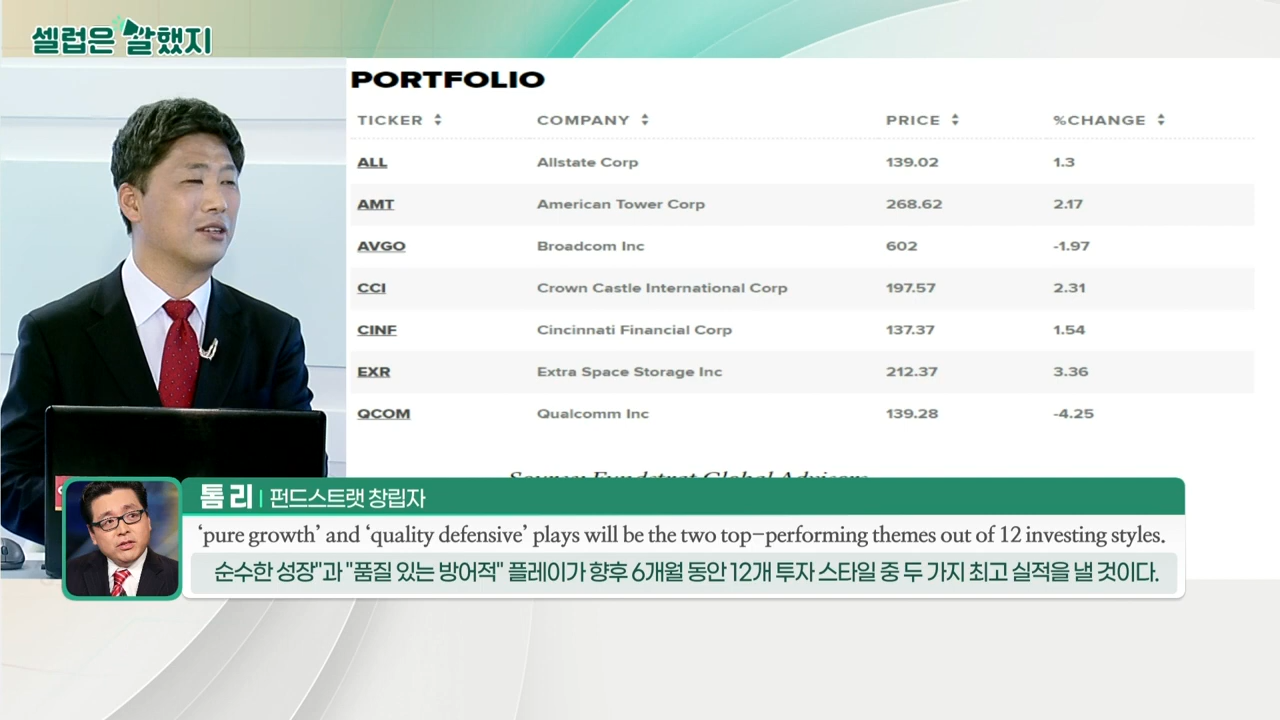 셀럽은 말했지
PORTFOLIO
TICKER COMPANY PRICE %CHANGE
ALL Allstate Corp 139.02 1.3
AMT American Tower Corp 268.62 2.17
AVGO Broadcom Inc 602 -1.97
CCI Crown Castle International Corp 197.57 2.31
CINF Cincinnati Financial Corp 137.37 1.54
EXR Extra Space Storage Inc 212.37 3.36
QCOM Qualcomm Inc 139.28 -4.25
Source: Fundstrat Global Advisors
톰 리 | 펀드스트랫 창립자
‘pure growth’ and ‘quality defensive’ plays will be the two top-performing themes out of 12 investing styles.
순수한 성장"과 "품질 있는 방어적" 플레이가 향후 6개월 동안 12개 투자 스타일 중 두 가지 최고 실적을 낼 것이다.